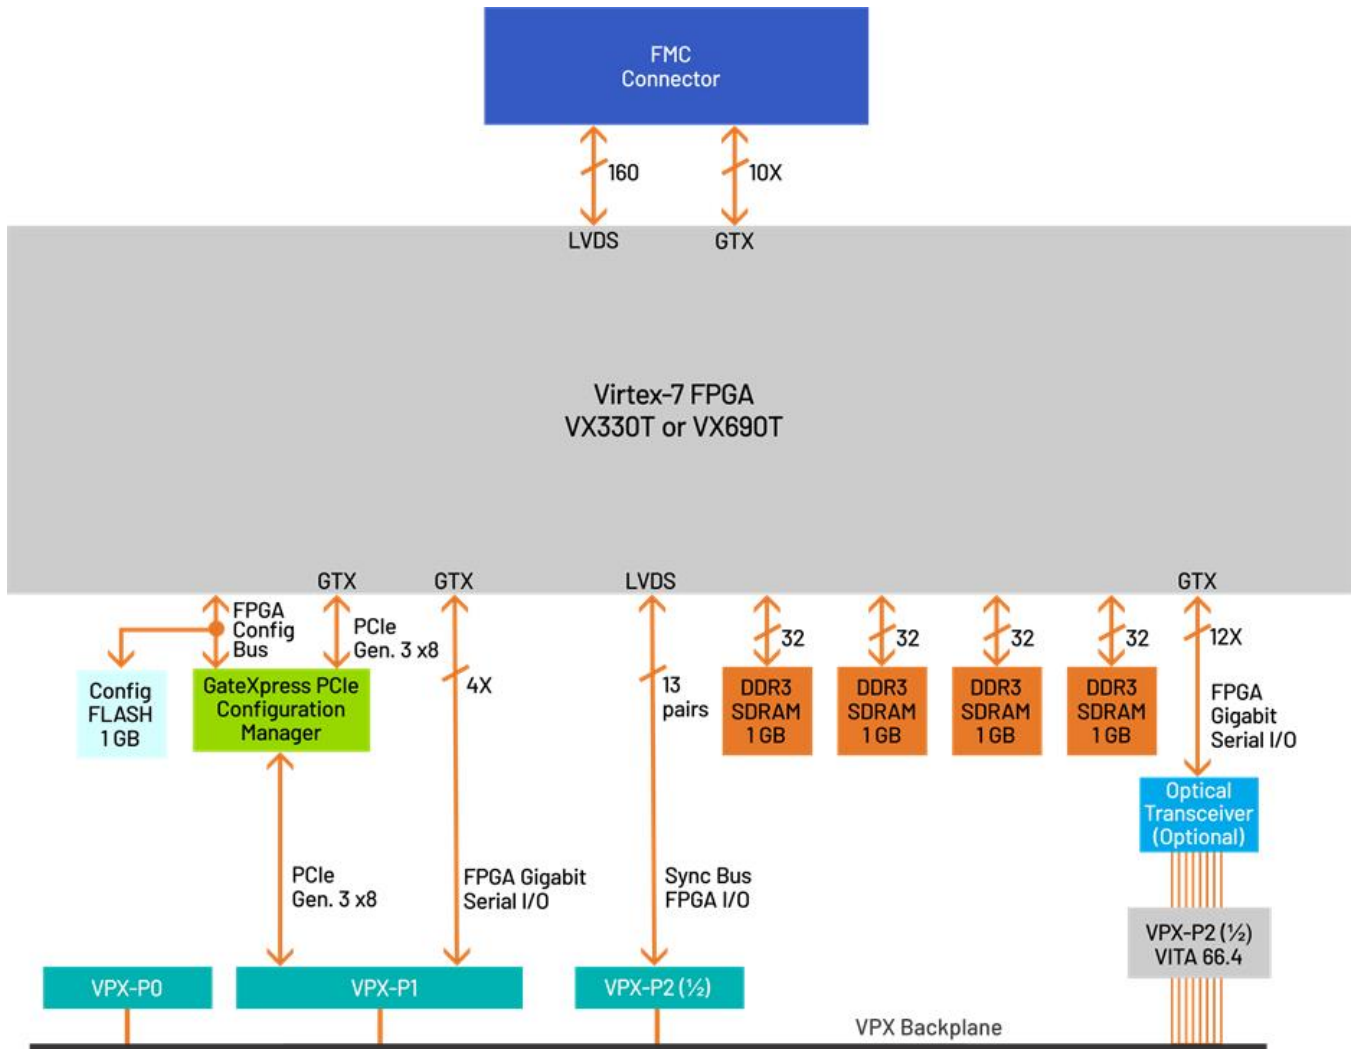 FMC
Connector
160
10X
LVDS
GTX
Virtex-7 FPGA
VX330T or VX690T
GTX
GTX
LVDS
GTX
FPGA
Config
Bus
PCIe
Gen. 3 x8
4X
13
pairs
32
32
32
32
12X
Config
FLASH
1 GB
GateXpress PCIe
Configuration
Manager
DDR3
SDRAM
1 GB
DDR3
SDRAM
1 GB
DDR3
SDRAM
1 GB
DDR3
SDRAM
1 GB
FPGA
Gigabit
Serial I/O
Optical
Transceiver
(Optional)
PCIe
Gen. 3 x8
FPGA Gigabit
Serial I/O
Sync Bus
FPGA I/O
VPX-P2 (½)
VITA 66.4
VPX-P0
VPX-P1
VPX-P2 (½)
VPX Backplane